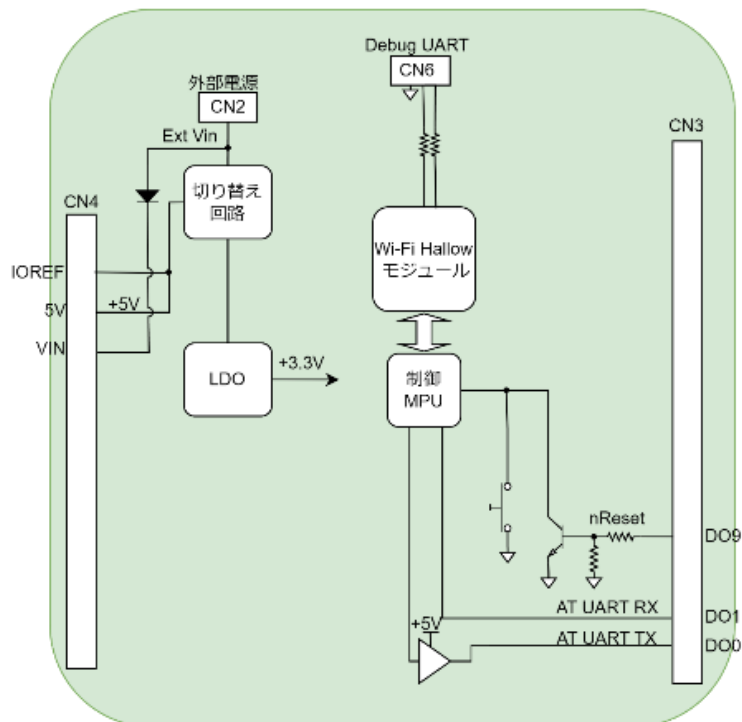 Debug UART
CN6
外部電源
CN2
Ext Vin
CN3
切り替え
回路
CN4
Wi-Fi Hallow
モジュール
IOREF
5V
+5V
VIN
LDO
+3.3V
制御
MPU
nReset
DO9
AT UART RX
DO1
+5V
AT UART TX
DO0